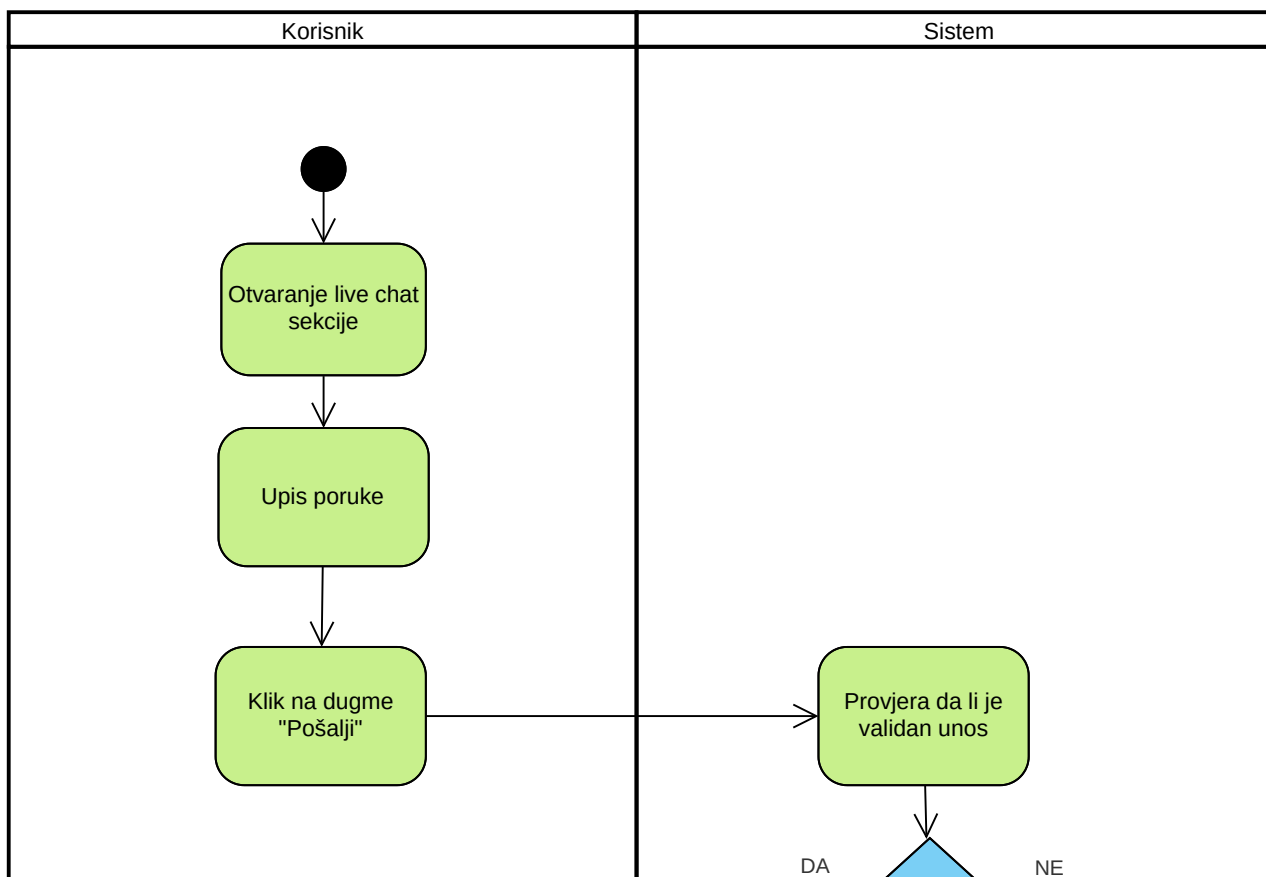 Korisnik
Sistem
Otvaranje live chat
sekcije
Upis poruke
Klik na dugme
"Pošalji"
Provjera da li je
validan unos
DA
NE